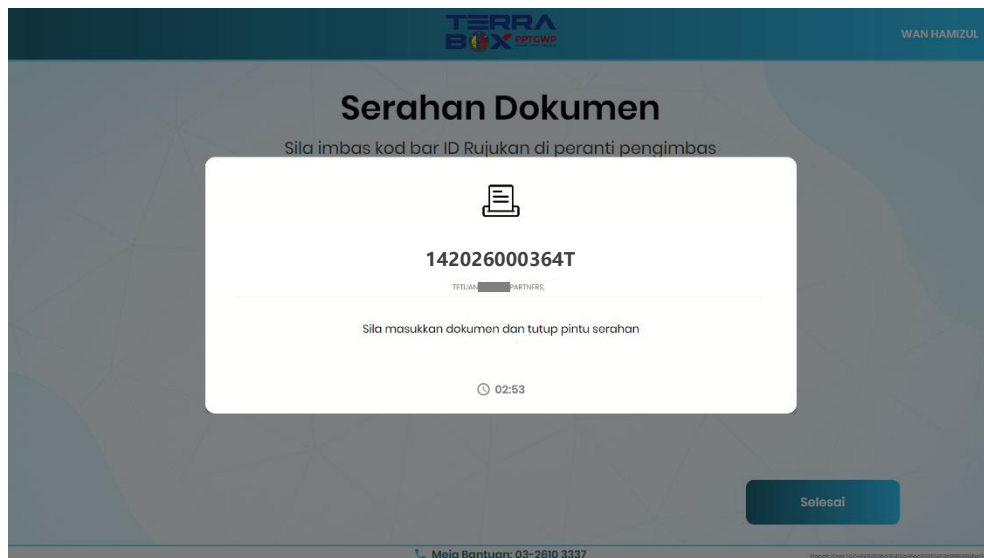 TERRA
BOX PPTGWP
WAN HAMIZUL
Serahan Dokumen
Sila imbas kod bar ID Rujukan di peranti pengimbas
142026000364T
TETUAN PARTNERS,
Sila masukkan dokumen dan tutup pintu serahan
02:53
Selesai
Meja Bantuan: 03-2610 3337